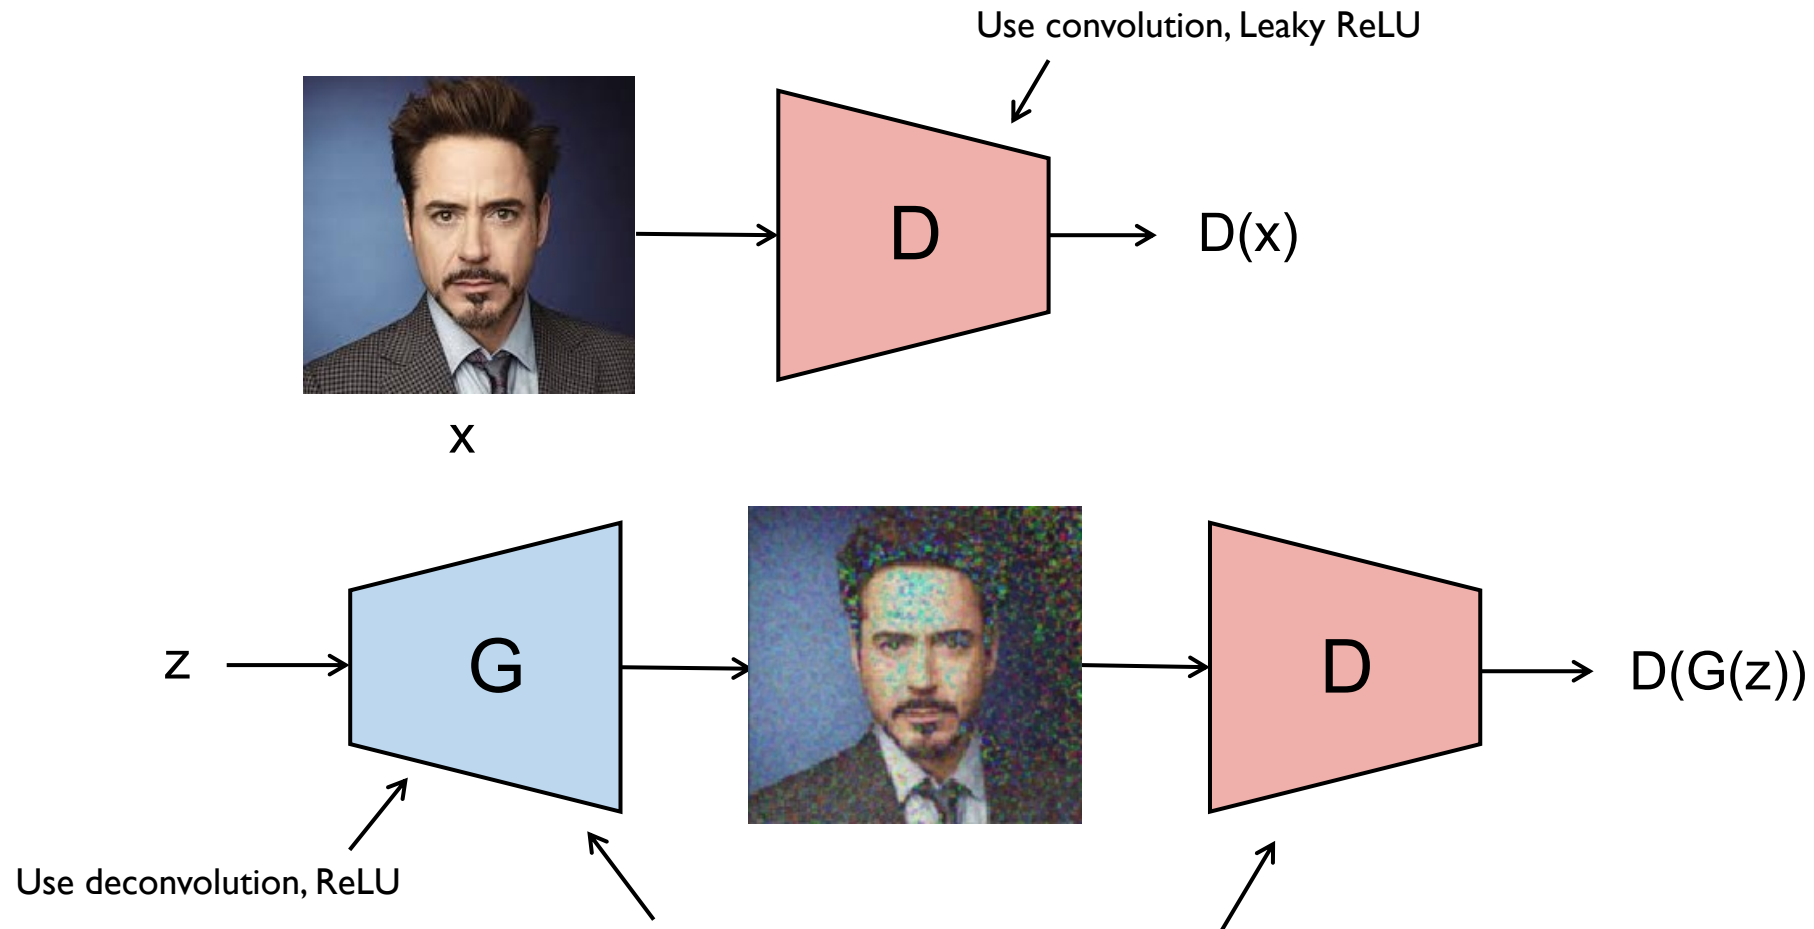 Use convolution, Leaky ReLU
D
D(x)
x
z
G
D
D(G(z))
Use deconvolution, ReLU